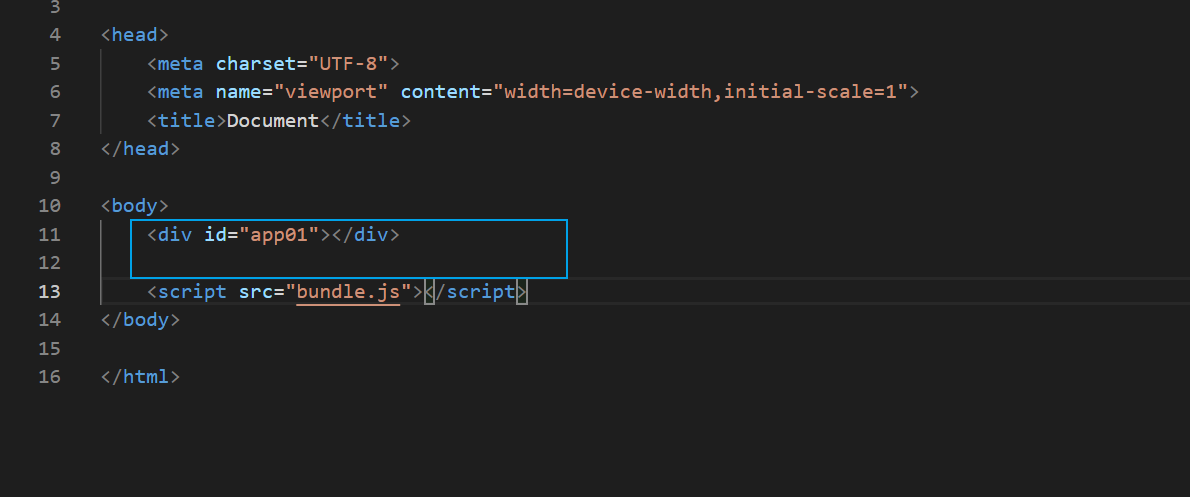 3
4 <head>
5 <meta charset="UTF-8">
6 <meta name="viewport" content="width=device-width,initial-scale=1">
7 <title>Document</title>
8 </head>
9
10 <body>
11 <div id="app01"></div>
12
13 <script src="bundle.js"></script>
14 </body>
15
16 </html>